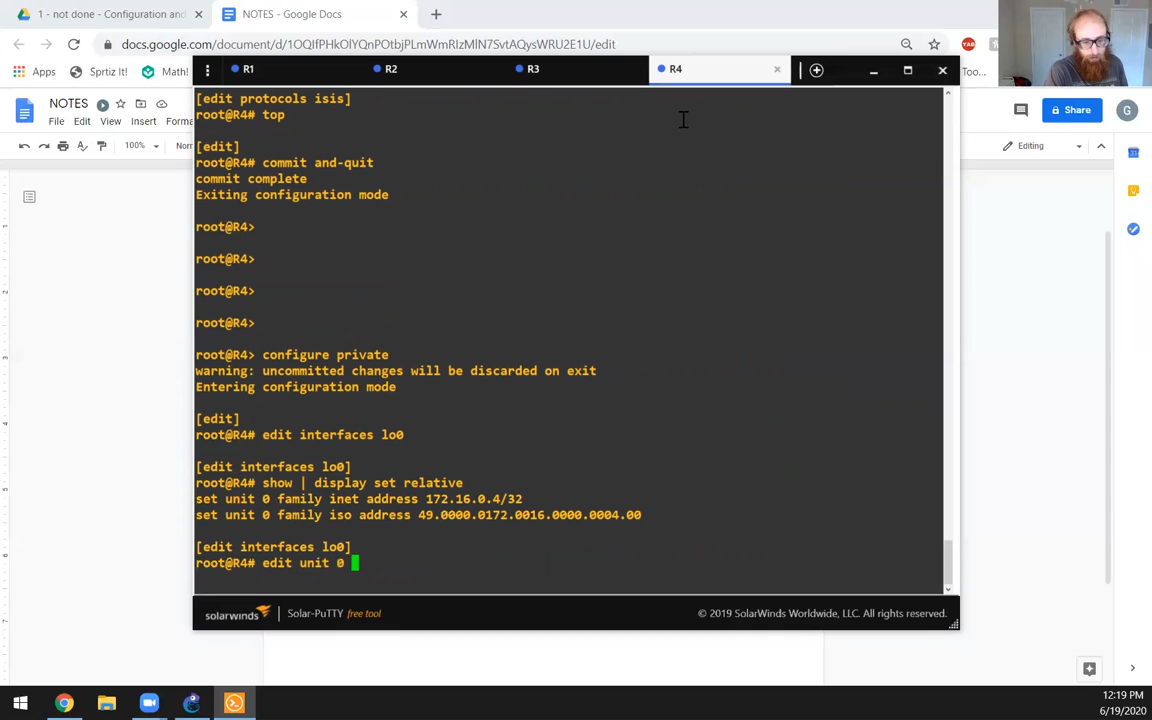 1 - not done - Configuration and
NOTES - Google Docs
docs.google.com/document/d/1OQIfPHkOlYQnPOtbjPLmWmRIzMlN7SvtAQysWRU2E1U/edit
YAB
Apps
Sprtiz It!
Math!
Too...
R1
R2
R3
R4
NOTES
File
Edit
View
Insert
Forma
Share
G
100%
Nor
Editing
[edit protocols isis]
root@R4# top
[edit]
root@R4# commit and-quit
commit complete
Exiting configuration mode
root@R4>
root@R4>
root@R4>
root@R4>
root@R4> configure private
warning: uncommitted changes will be discarded on exit
Entering configuration mode
[edit]
root@R4# edit interfaces lo0
[edit interfaces lo0]
root@R4# show | display set relative
set unit 0 family inet address 172.16.0.4/32
set unit 0 family iso address 49.0000.0172.0016.0000.0004.00
[edit interfaces lo0]
root@R4# edit unit 0
solarwinds
Solar-PuTTY free tool
© 2019 SolarWinds Worldwide, LLC. All rights reserved.
12:19 PM
6/19/2020